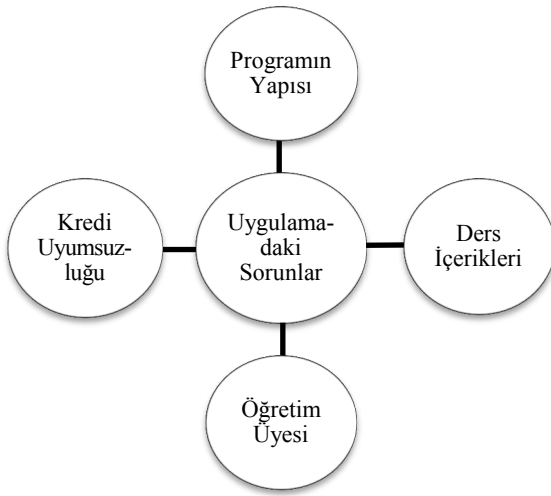 Programın
Yapısı
Kredi
Uyumsuz-
luğu
Uygulama-
daki
Sorunlar
Ders
İçerikleri
Öğretim
Üyesi